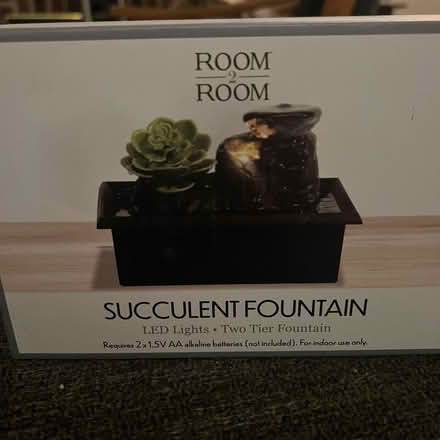 ROOM
2
ROOM
SUCCULENT FOUNTAIN
LED Lights • Two Tier Fountain
Requires 2 x 1.5V AA alkaline batteries (not included). For indoor use only.